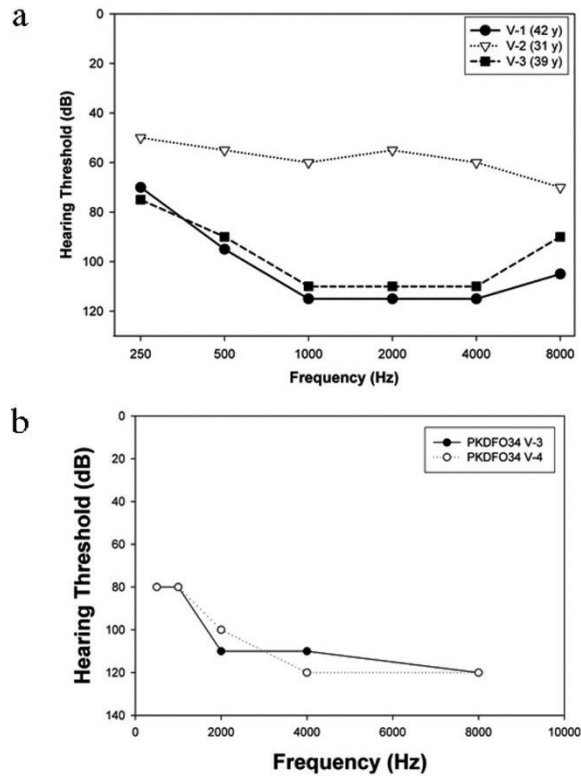 a
V-1 (42 y)
V-2 (31 y)
V-3 (39 y)
0
20
40
60
80
100
120
Hearing Threshold (dB)
250 500 1000 2000 4000 8000
Frequency (Hz)
b
PKDFO34 V-3
PKDFO34 V-4
0
20
40
60
80
100
120
140
Hearing Threshold (dB)
0 2000 4000 6000 8000 10000
Frequency (Hz)